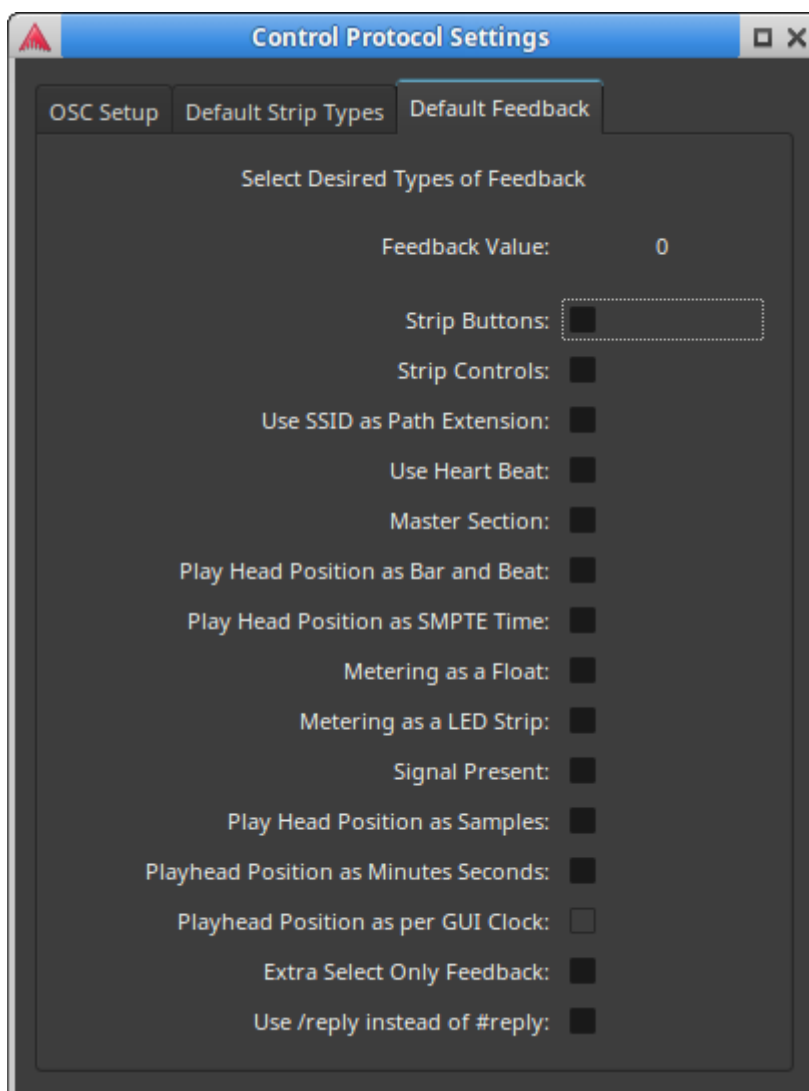 Control Protocol Settings
OSC Setup Default Strip Types Default Feedback
Select Desired Types of Feedback
Feedback Value: 0
Strip Buttons:
Strip Controls:
Use SSID as Path Extension:
Use Heart Beat:
Master Section:
Play Head Position as Bar and Beat:
Play Head Position as SMPTE Time:
Metering as a Float:
Metering as a LED Strip:
Signal Present:
Play Head Position as Samples:
Playhead Position as Minutes Seconds:
Playhead Position as per GUI Clock:
Extra Select Only Feedback:
Use /reply instead of #reply: